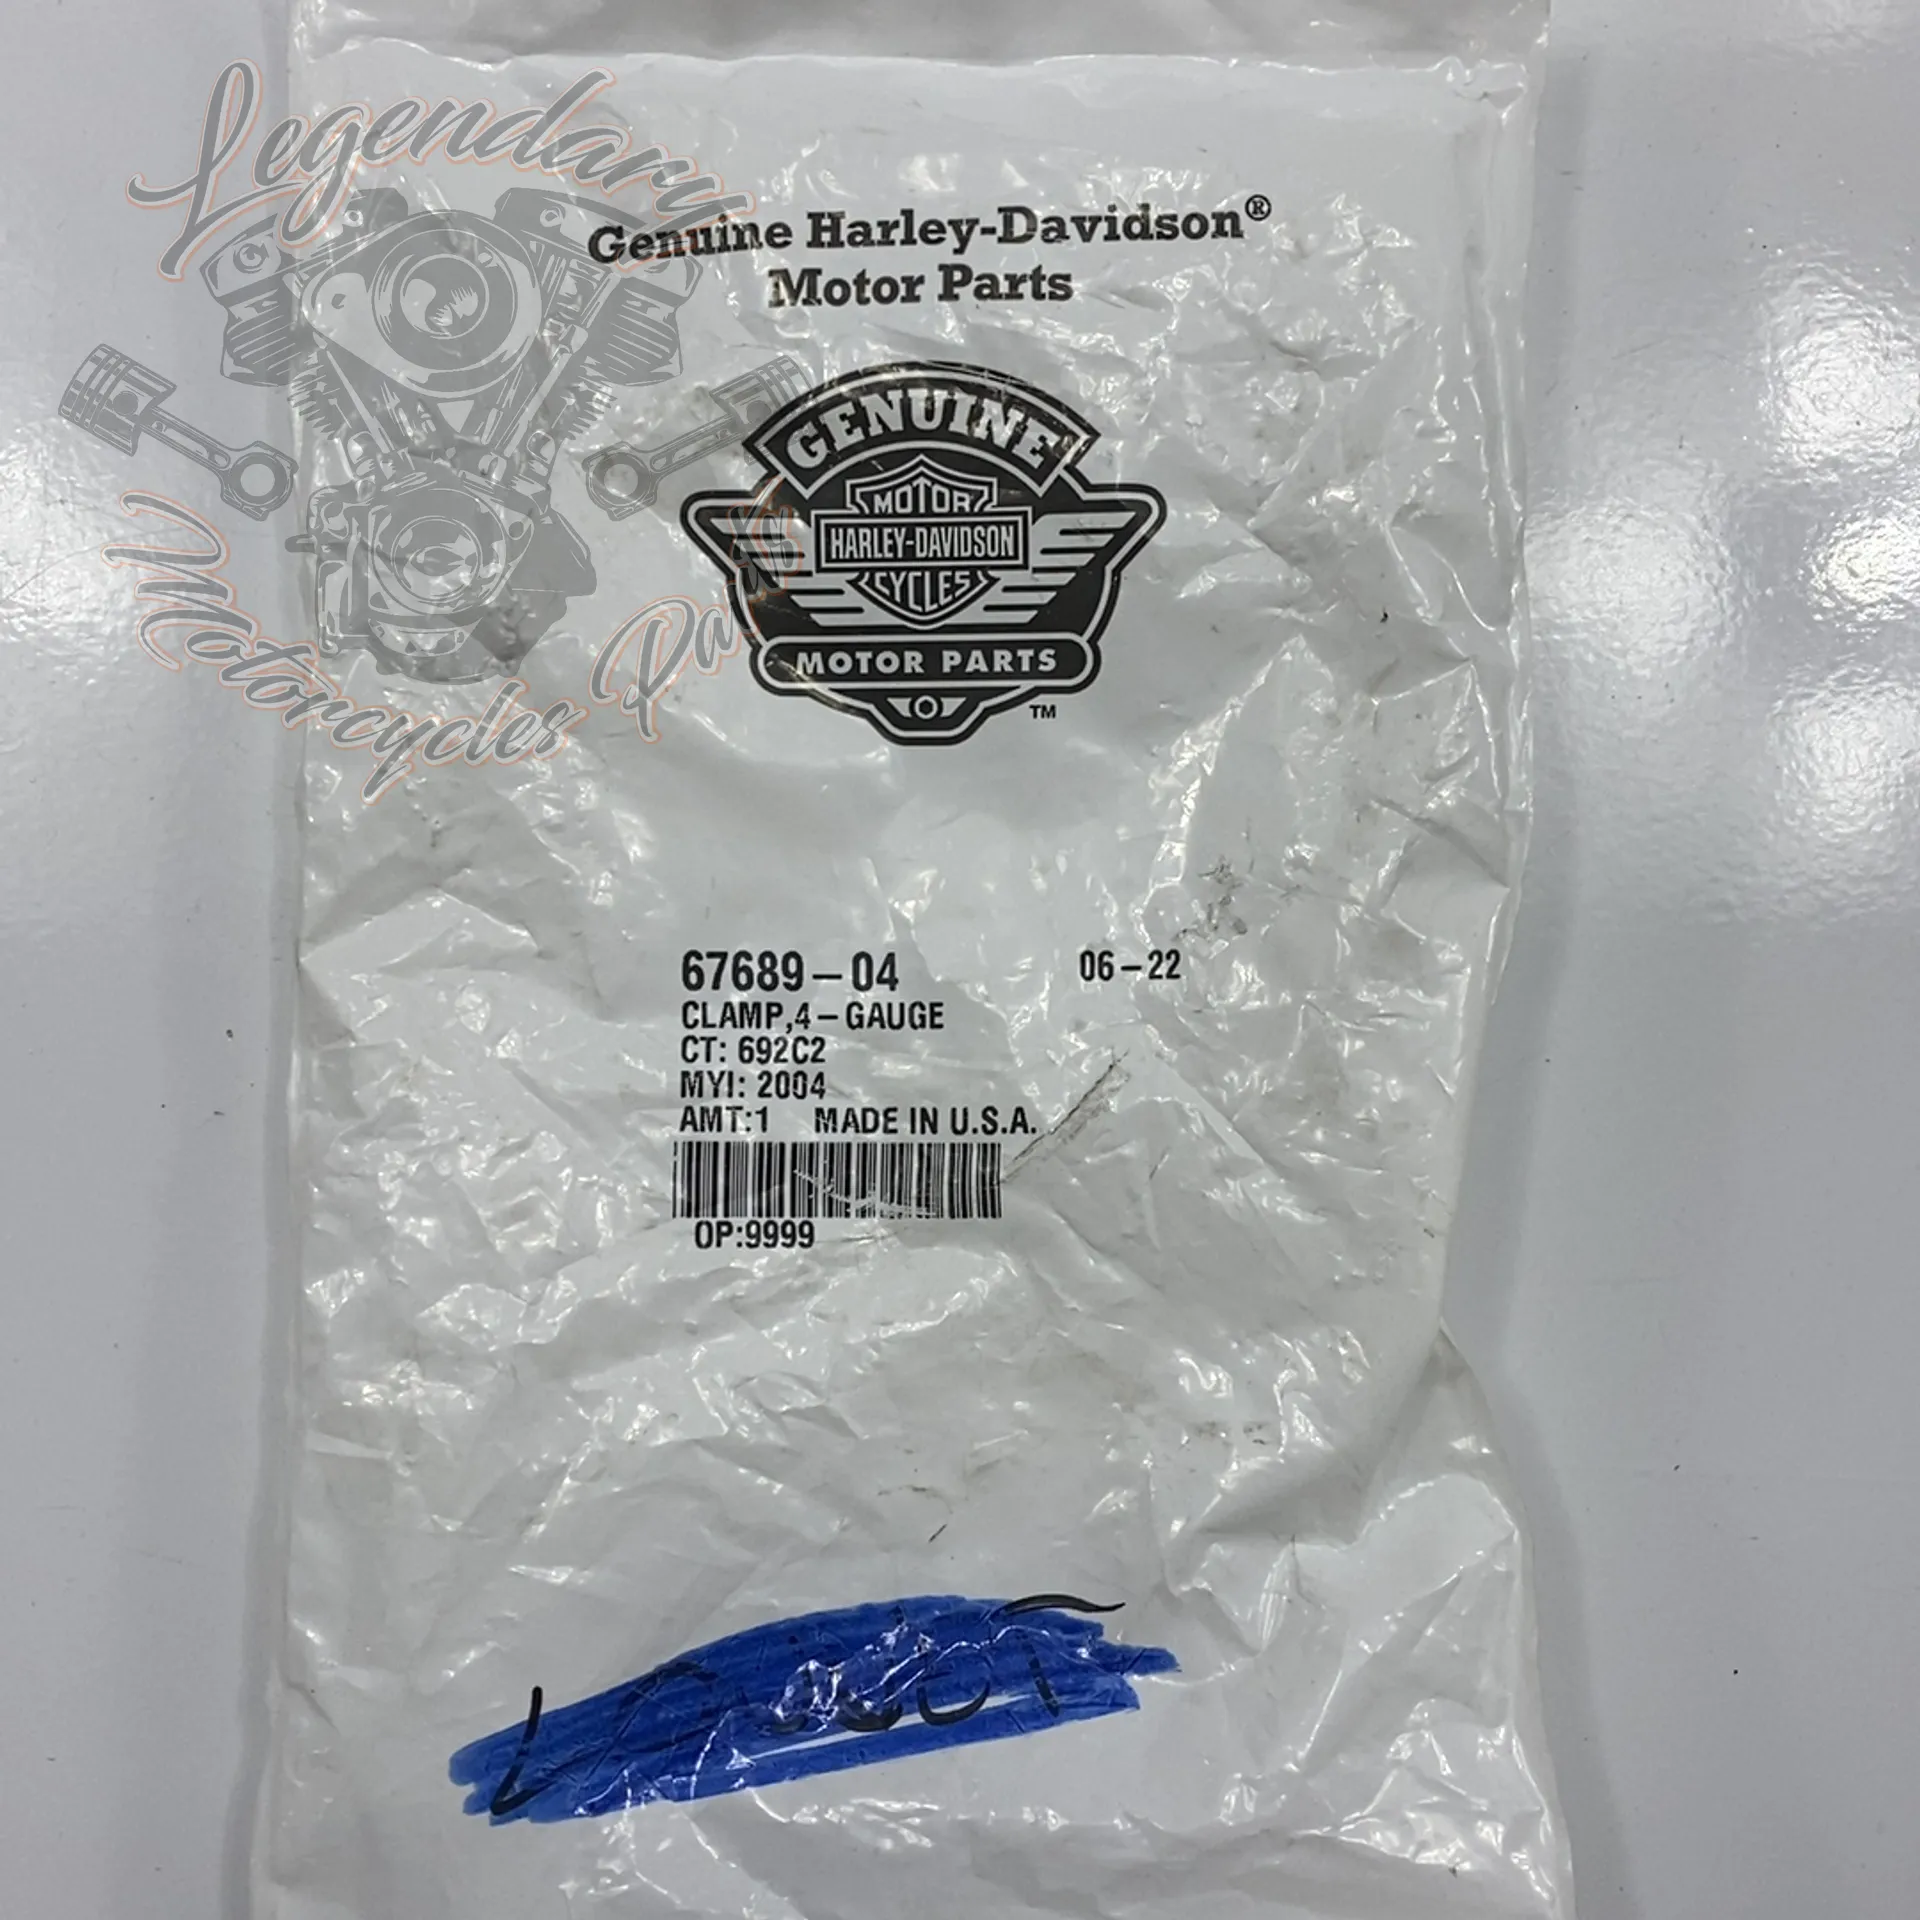 Legendary
Motorcycles Parts
Genuine Harley-Davidson®
Motor Parts
GENUINE
MOTOR
HARLEY-DAVIDSON
CYCLES
MOTOR PARTS
TM
67689-04 06-22
CLAMP,4-GAUGE
CT: 692C2
MYI: 2004
AMT:1 MADE IN U.S.A.
OP:9999